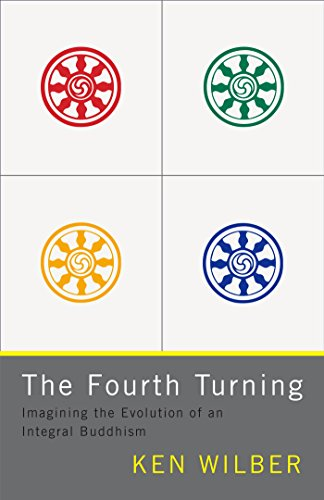 The Fourth Turning
Imagining the Evolution of an
Integral Buddhism
KEN WILBER